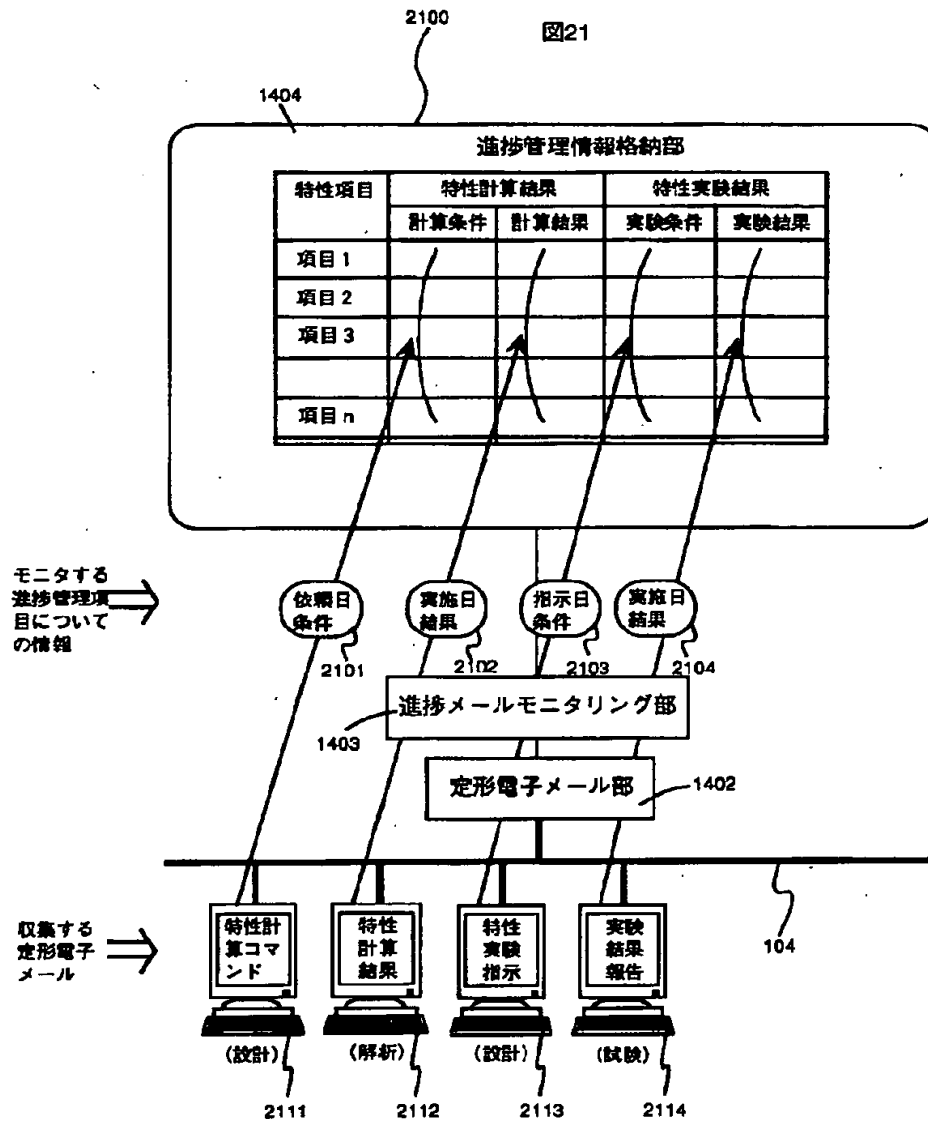 2100
図21
1404
進捗管理情報格納部
特性項目
特性計算結果
特性実験結果
計算条件
計算結果
実験条件
実験結果
項目1
項目2
項目3
項目n
モニタする
進捗管理項
目について
の情報
依頼日
条件
実施日
結果
指示日
条件
実施日
結果
2101
2102
2103
2104
進捗メールモニタリング部
1403
定形電子メール部
1402
104
収集する
定形電子
メール
特性計
算コマ
ンド
特性
計算
結果
特性
実験
指示
実験
結果
報告
(設計)
(解析)
(設計)
(試験)
2111
2112
2113
2114